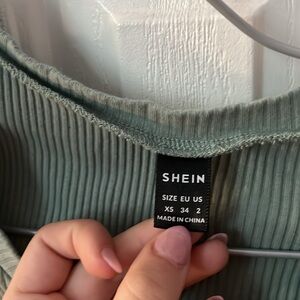 SHEIN
SIZE EU US
XS 34 2
MADE IN CHINA